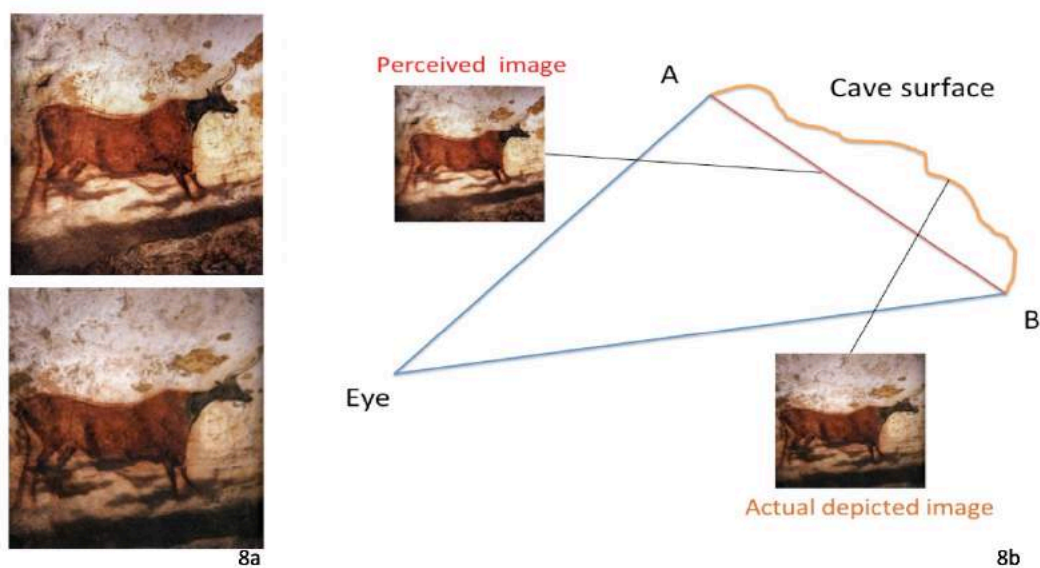 Perceived image
A
Cave surface
B
Eye
Actual depicted image
8a
8b